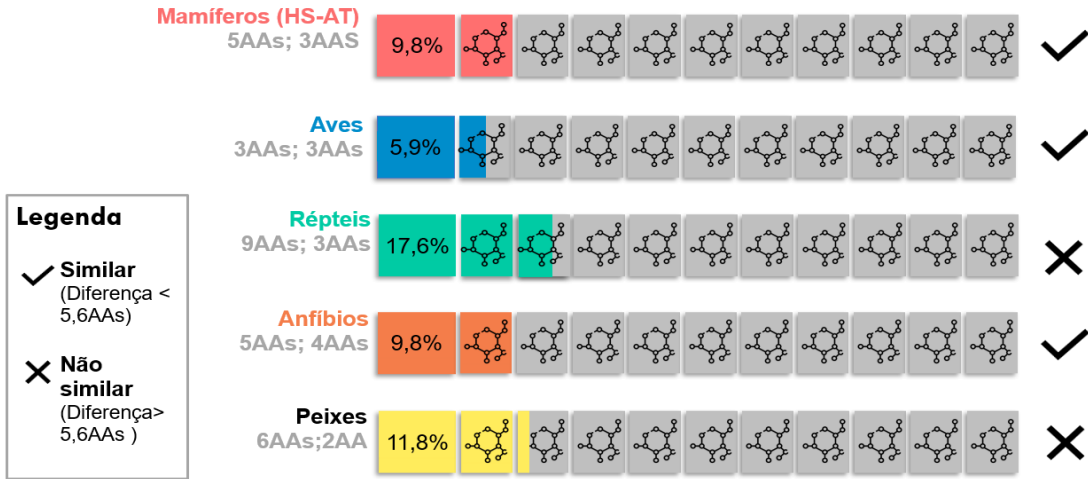 Mamíferos (HS-AT)
5AAs; 3AAS
9,8%
Aves
3AAs; 3AAs
5,9%
Répteis
9AAs; 3AAs
17,6%
Anfíbios
5AAs; 4AAs
9,8%
Peixes
6AAs;2AA
11,8%
Legenda
Similar
(Diferença <
5,6AAs)
Não
similar
(Diferença>
5,6AAs )